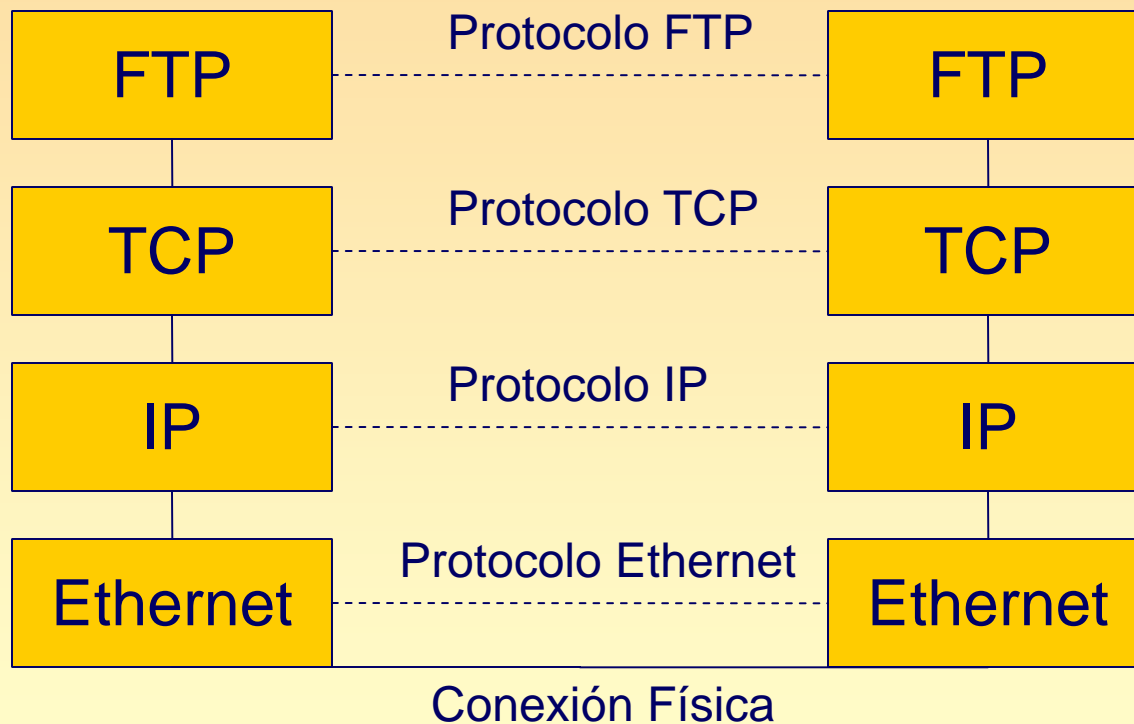 Protocolo FTP
FTP
FTP
Protocolo TCP
TCP
TCP
Protocolo IP
IP
IP
Protocolo Ethernet
Ethernet
Ethernet
Conexión Física